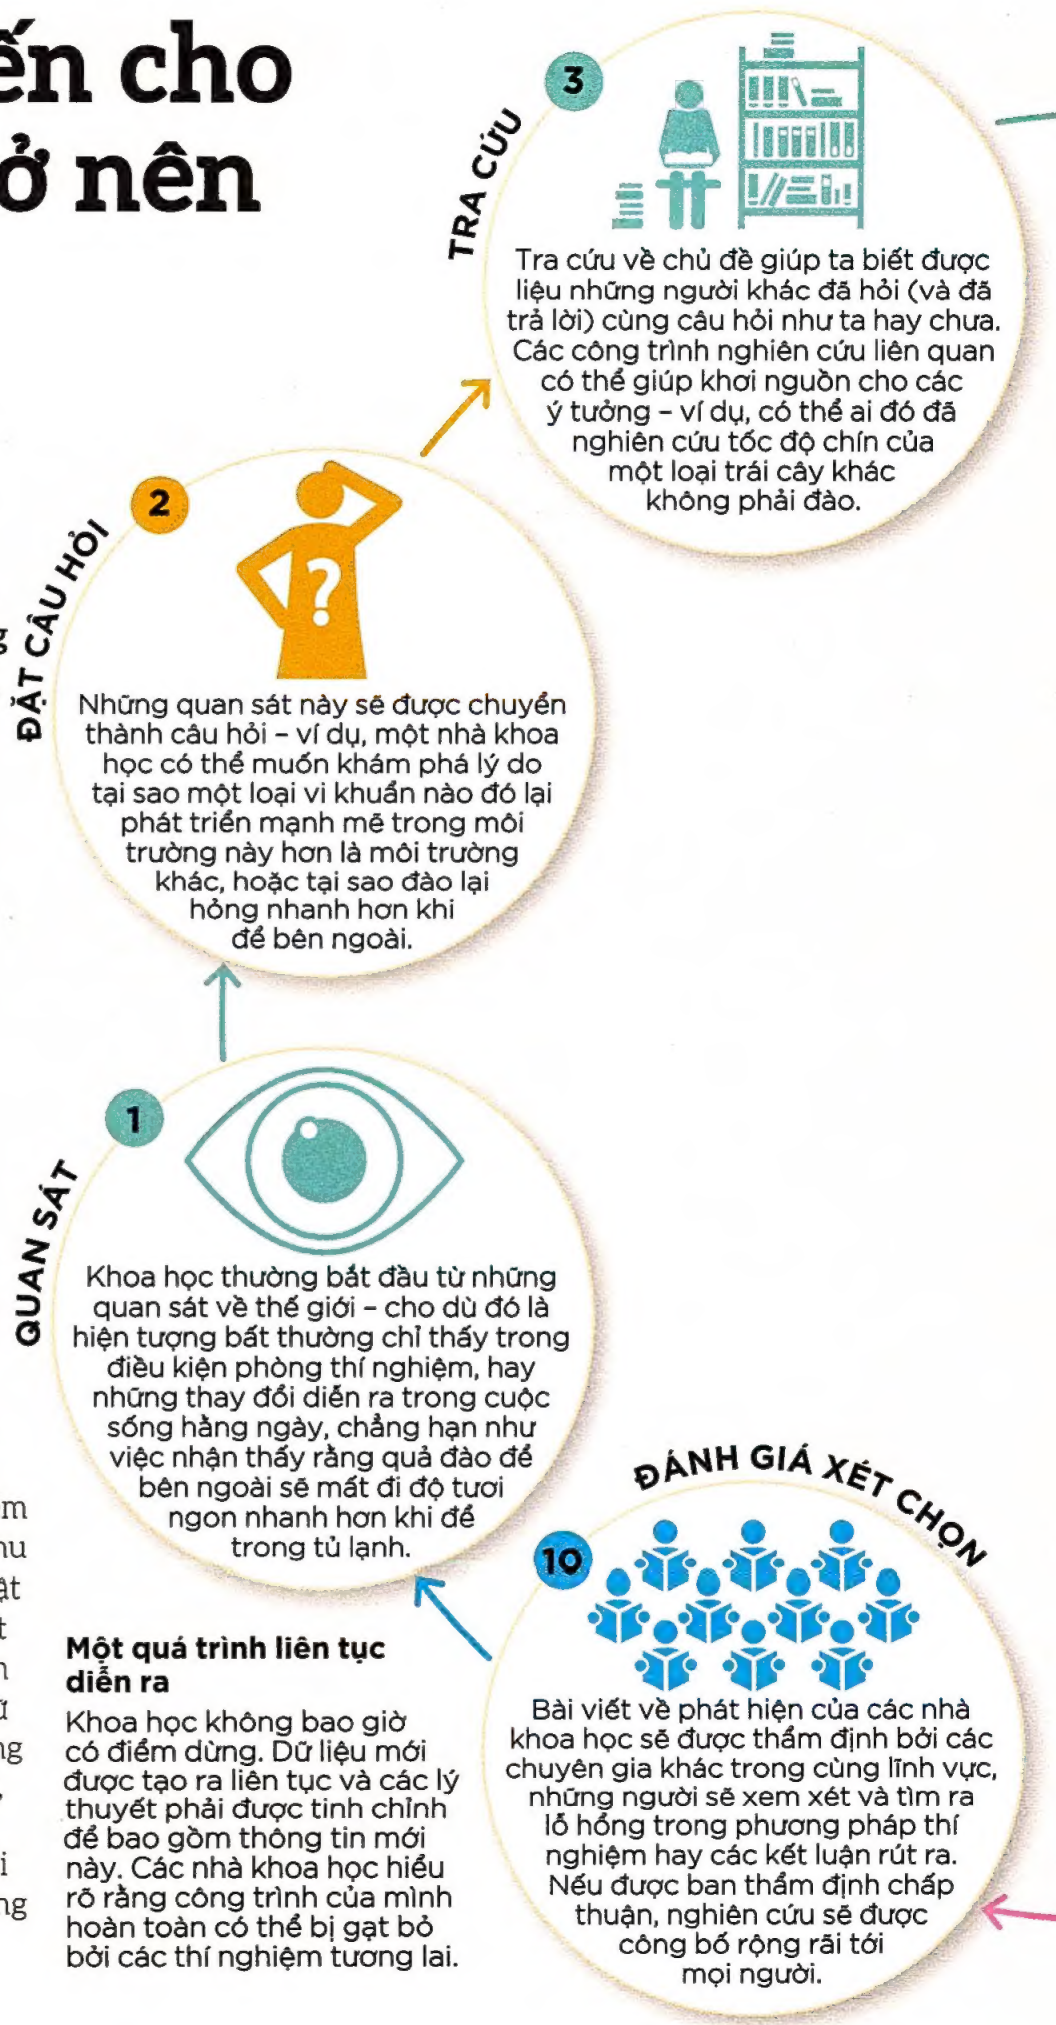 ến cho
ở nên
3
TRA CỨU
Tra cứu về chủ đề giúp ta biết được
liệu những người khác đã hỏi (và đã
trả lời) cùng câu hỏi như ta hay chưa.
Các công trình nghiên cứu liên quan
có thể giúp khơi nguồn cho các
ý tưởng – ví dụ, có thể ai đó đã
nghiên cứu tốc độ chín của
một loại trái cây khác
không phải đào.
2
ĐẶT CÂU HỎI
?
Những quan sát này sẽ được chuyển
thành câu hỏi – ví dụ, một nhà khoa
học có thể muốn khám phá lý do
tại sao một loại vi khuẩn nào đó lại
phát triển mạnh mẽ trong môi
trường này hơn là môi trường
khác, hoặc tại sao đào lại
hỏng nhanh hơn khi
để bên ngoài.
1
QUAN SÁT
Khoa học thường bắt đầu từ những
quan sát về thế giới – cho dù đó là
hiện tượng bất thường chỉ thấy trong
điều kiện phòng thí nghiệm, hay
những thay đổi diễn ra trong cuộc
sống hằng ngày, chẳng hạn như
việc nhận thấy rằng quả đào để
bên ngoài sẽ mất đi độ tươi
ngon nhanh hơn khi để
trong tủ lạnh.
Một quá trình liên tục
diễn ra
Khoa học không bao giờ
có điểm dừng. Dữ liệu mới
được tạo ra liên tục và các lý
thuyết phải được tinh chỉnh
để bao gồm thông tin mới
này. Các nhà khoa học hiểu
rõ rằng công trình của mình
hoàn toàn có thể bị gạt bỏ
bởi các thí nghiệm tương lai.
10
ĐÁNH GIÁ XÉT CHỌN
Bài viết về phát hiện của các nhà
khoa học sẽ được thẩm định bởi các
chuyên gia khác trong cùng lĩnh vực,
những người sẽ xem xét và tìm ra
lỗ hổng trong phương pháp thí
nghiệm hay các kết luận rút ra.
Nếu được ban thẩm định chấp
thuận, nghiên cứu sẽ được
công bố rộng rãi tới
mọi người.